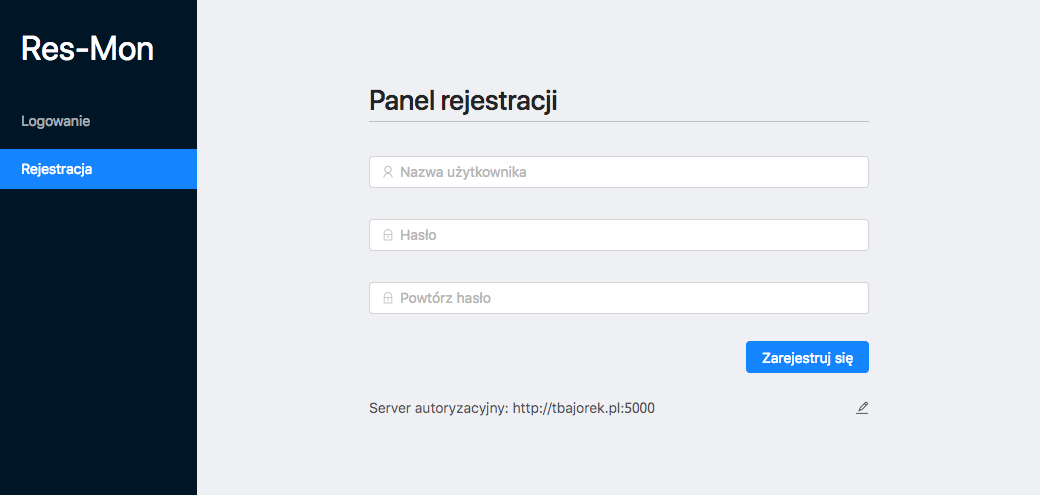 Res-Mon
Logowanie
Rejestracja
Panel rejestracji
Nazwa użytkownika
Hasło
Powtórz hasło
Zarejestruj się
Server autoryzacyjny: http://tbajorek.pl:5000